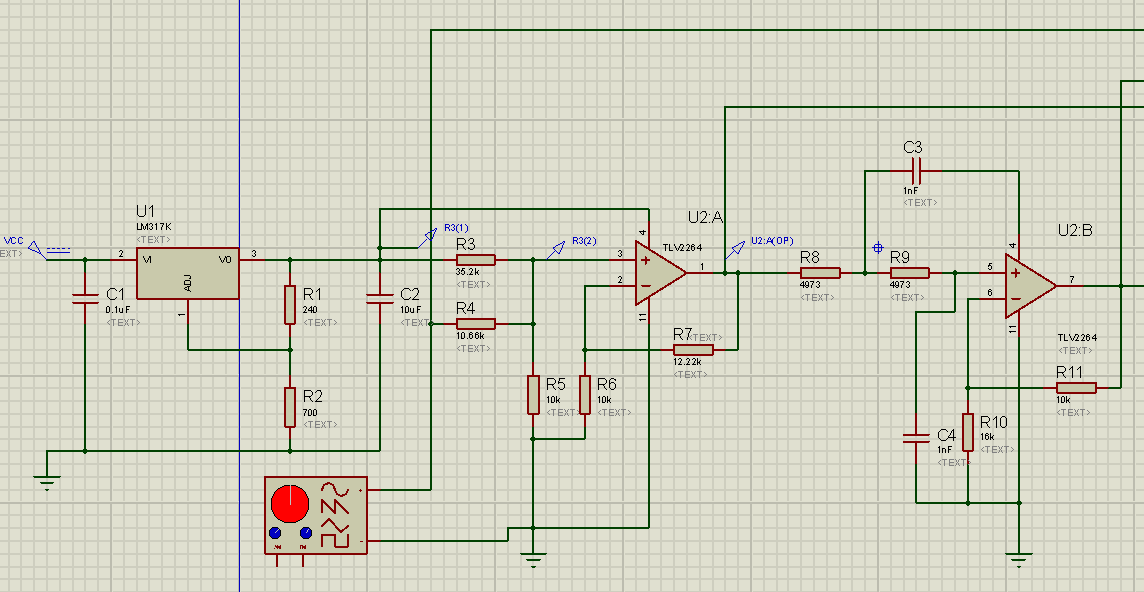 C3
1nF
<TEXT>
U1
LM317K
<TEXT>
VCC
EXT>
2
VI
VO
3
ADJ
1
C1
0.1uF
<TEXT>
R1
240
<TEXT>
R2
700
<TEXT>
C2
10uF
<TEXT>
R3(1)
R3
35.2k
<TEXT>
R4
10.66k
<TEXT>
R3(2)
R5
10k
<TEXT>
R6
10k
<TEXT>
U2:A
TLV2264
3
2
4
11
1
U2:A(OP)
R7
12.22k
<TEXT>
<TEXT>
R8
4973
<TEXT>
R9
4973
<TEXT>
U2:B
4
5
6
7
11
TLV2264
<TEXT>
R11
10k
<TEXT>
R10
16k
<TEXT>
C4
1nF
<TEXT>
+
-
AM
FM